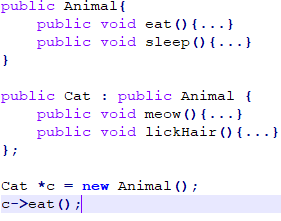 public Animal{
public void eat(){...}
public void sleep(){...}
}
public Cat : public Animal {
public void meow(){...}
public void lickHair(){...}
};
Cat *c = new Animal();
c->eat();